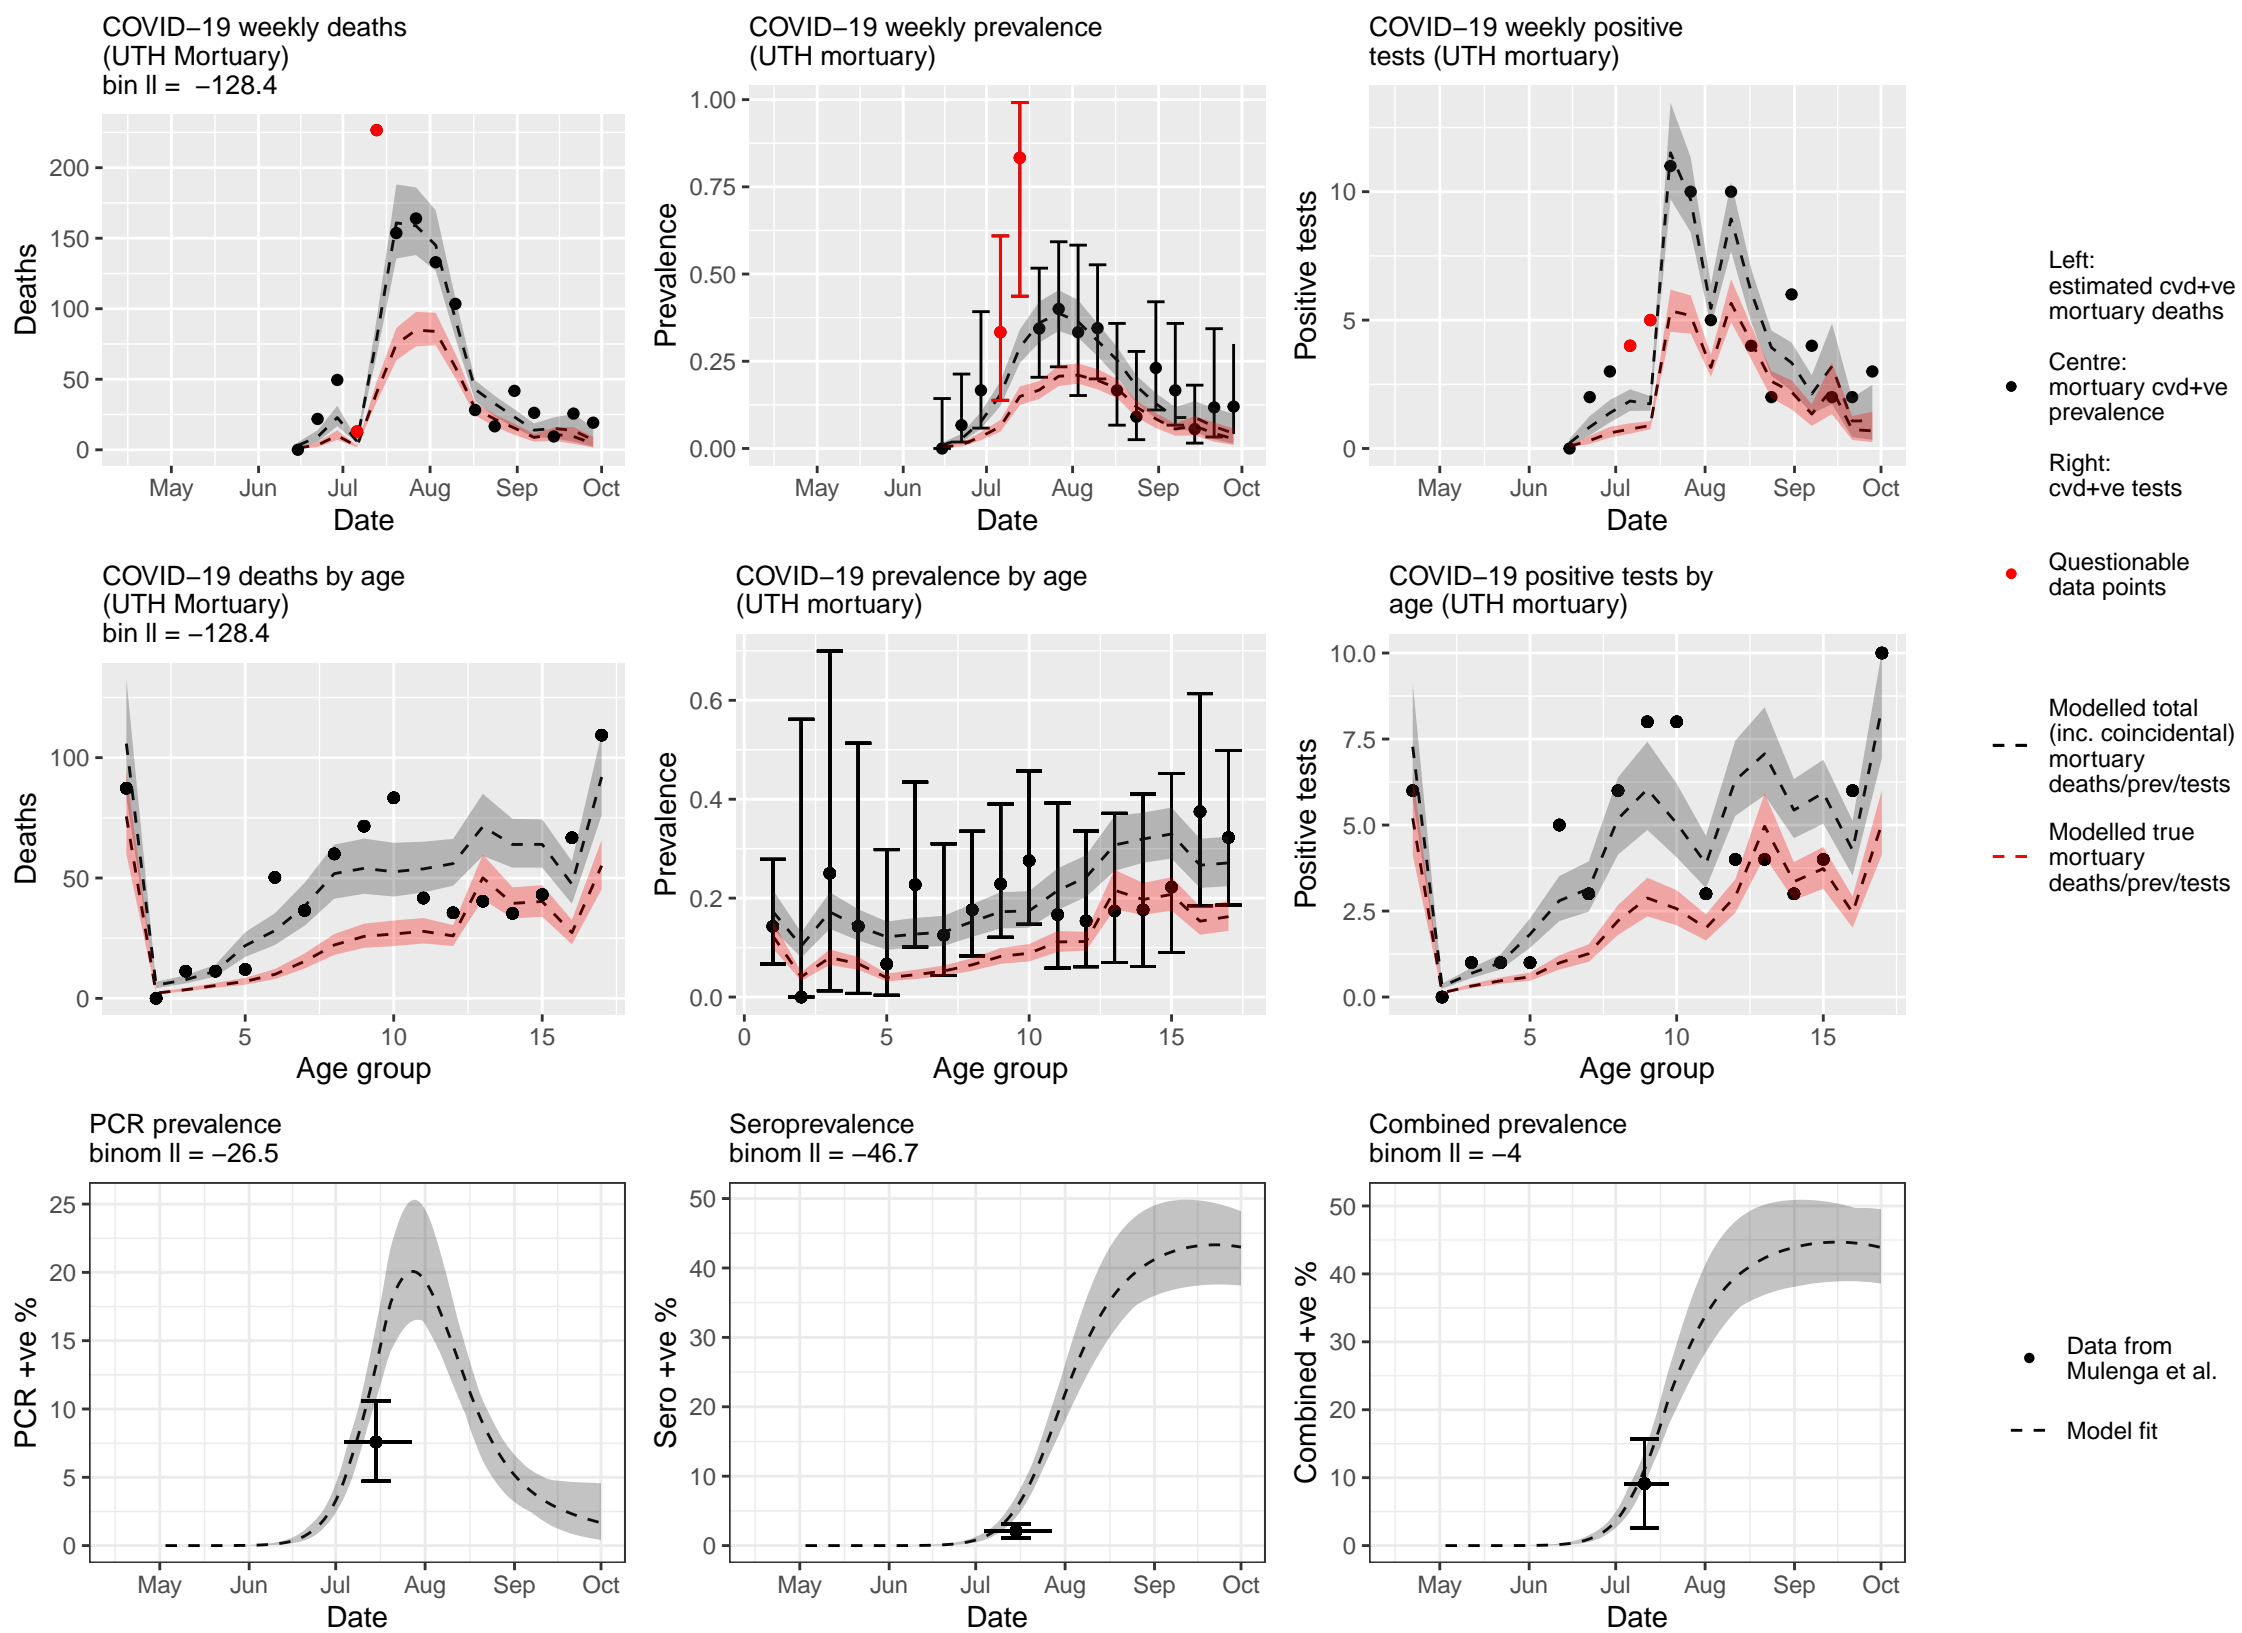 COVID−19 weekly deaths
(UTH Mortuary)
bin ll =  −128.4
200
150
100
50
0
Deaths
May Jun Jul Aug Sep Oct
Date
COVID−19 weekly prevalence
(UTH mortuary)
1.00
0.75
0.50
0.25
0.00
Prevalence
May Jun Jul Aug Sep Oct
Date
COVID−19 weekly positive
tests (UTH mortuary)
10
5
0
Positive tests
May Jun Jul Aug Sep Oct
Date
Left:
estimated cvd+ve
mortuary deaths
Centre:
mortuary cvd+ve
prevalence
Right:
cvd+ve tests
Questionable
data points
COVID−19 deaths by age
(UTH Mortuary)
bin ll = −128.4
100
50
0
Deaths
5 10 15
Age group
COVID−19 prevalence by age
(UTH mortuary)
0.6
0.4
0.2
0.0
Prevalence
0 5 10 15
Age group
COVID−19 positive tests by
age (UTH mortuary)
10.0
7.5
5.0
2.5
0.0
Positive tests
5 10 15
Age group
Modelled total
(inc. coincidental)
mortuary
deaths/prev/tests
Modelled true
mortuary
deaths/prev/tests
PCR prevalence
binom ll = −26.5
25
20
15
10
5
0
PCR +ve %
May Jun Jul Aug Sep Oct
Date
Seroprevalence
binom ll = −46.7
50
40
30
20
10
0
Sero +ve %
May Jun Jul Aug Sep Oct
Date
Combined prevalence
binom ll = −4
50
40
30
20
10
0
Combined +ve %
May Jun Jul Aug Sep Oct
Date
Data from
Mulenga et al.
Model fit